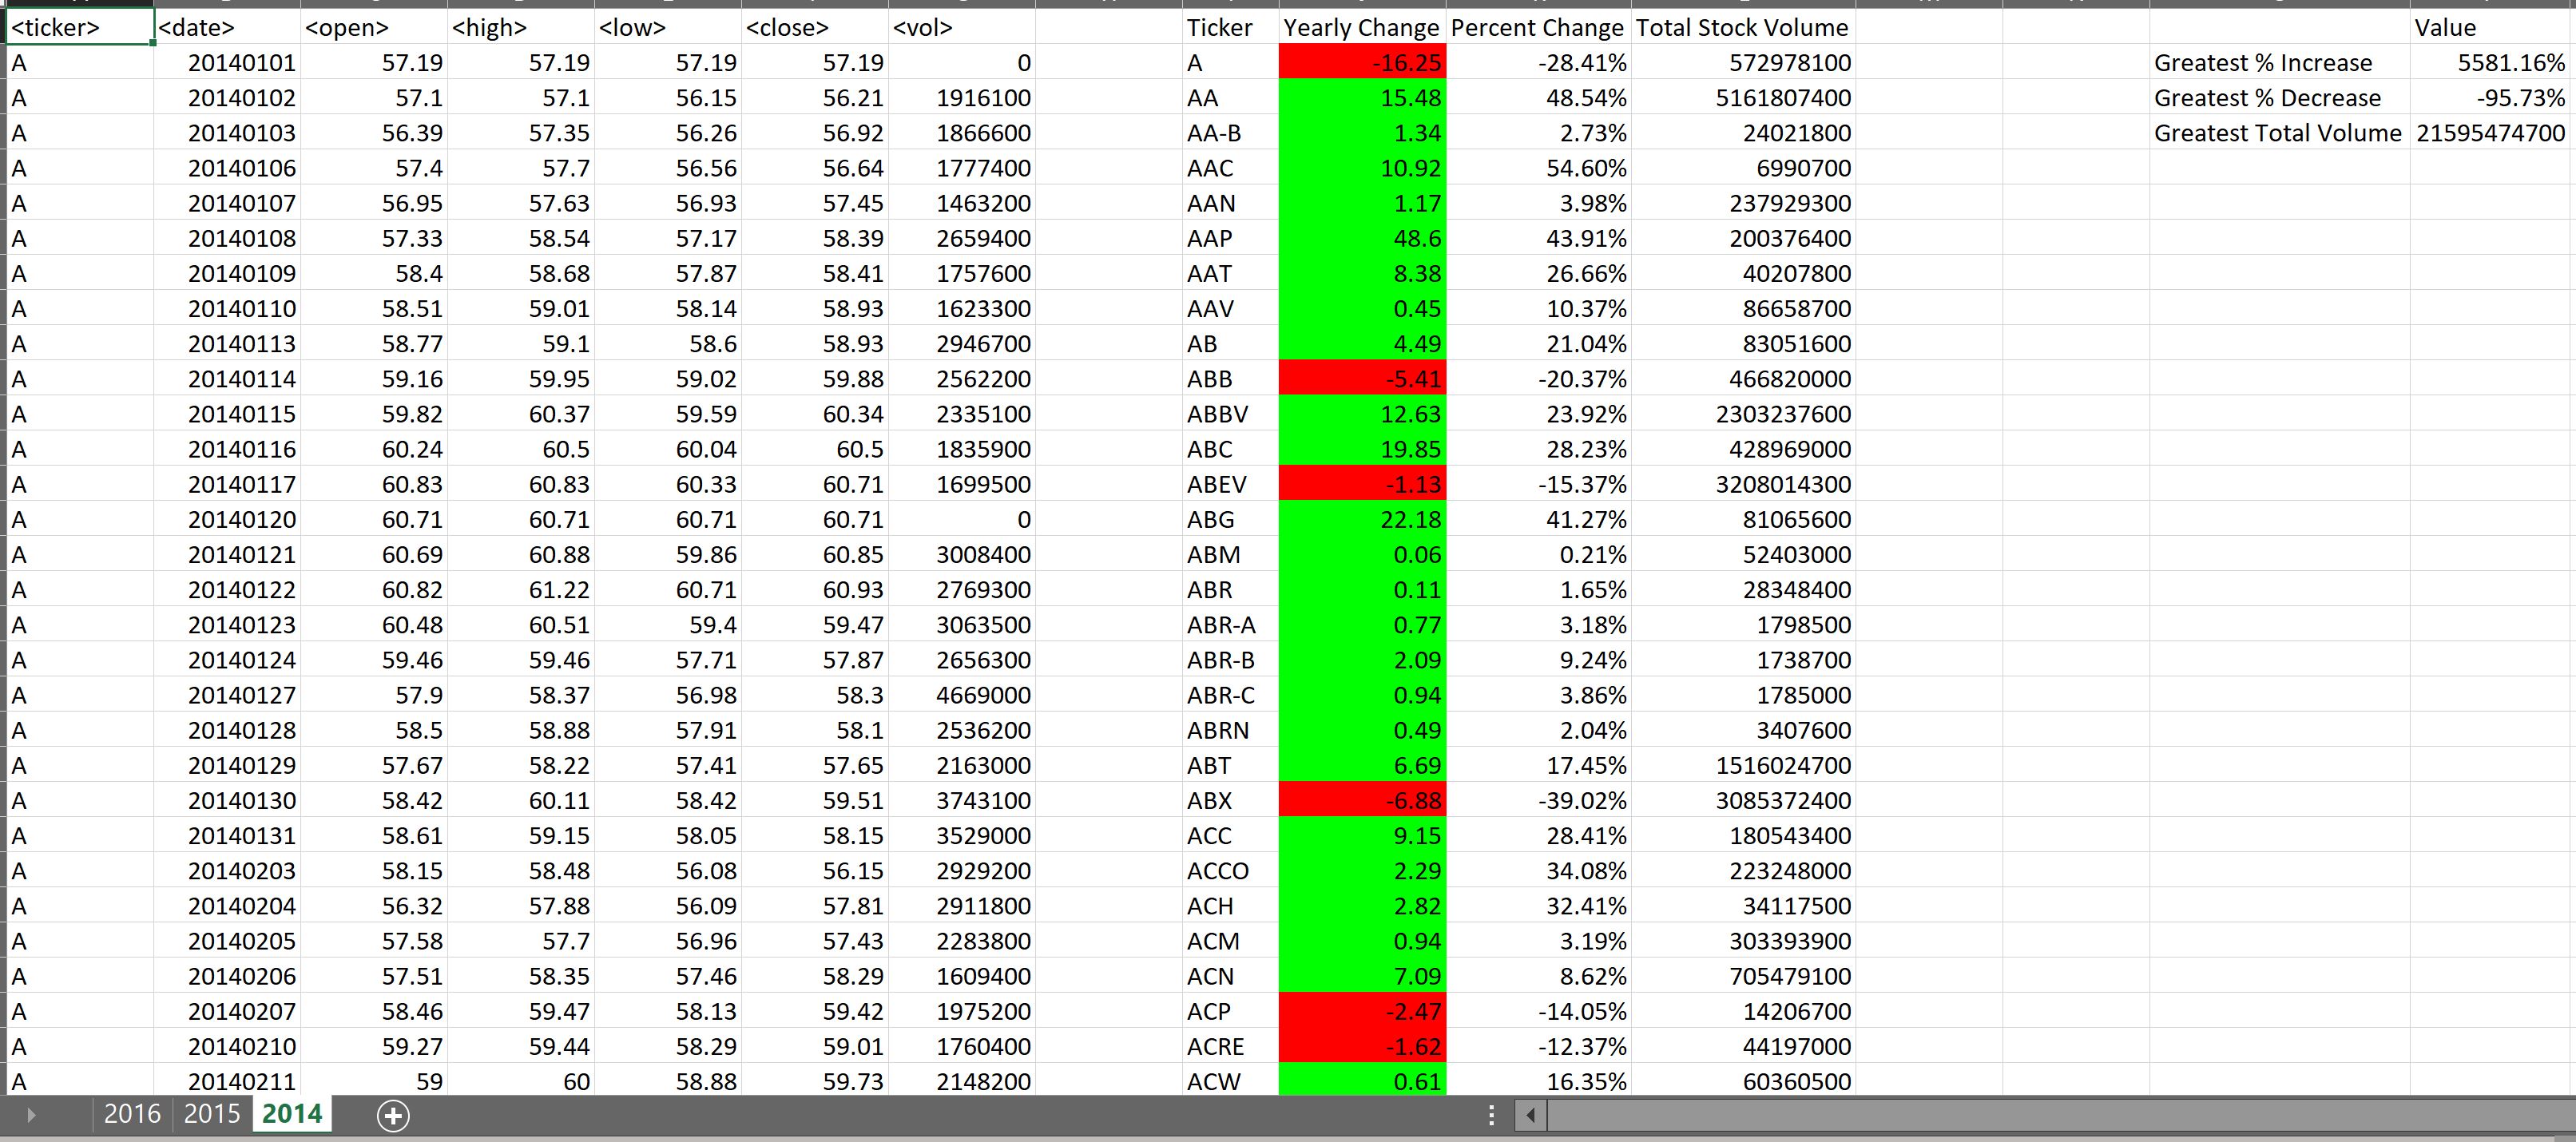 <ticker> <date> <open> <high> <low> <close> <vol> Ticker Yearly Change Percent Change Total Stock Volume Value
A 20140101 57.19 57.19 57.19 57.19 0 A -16.25 -28.41% 572978100 Greatest % Increase 5581.16%
A 20140102 57.1 57.1 56.15 56.21 1916100 AA 15.48 48.54% 5161807400 Greatest % Decrease -95.73%
A 20140103 56.39 57.35 56.26 56.92 1866600 AA-B 1.34 2.73% 24021800 Greatest Total Volume 21595474700
A 20140106 57.4 57.7 56.56 56.64 1777400 AAC 10.92 54.60% 6990700
A 20140107 56.95 57.63 56.93 57.45 1463200 AAN 1.17 3.98% 237929300
A 20140108 57.33 58.54 57.17 58.39 2659400 AAP 48.6 43.91% 200376400
A 20140109 58.4 58.68 57.87 58.41 1757600 AAT 8.38 26.66% 40207800
A 20140110 58.51 59.01 58.14 58.93 1623300 AAV 0.45 10.37% 86658700
A 20140113 58.77 59.1 58.6 58.93 2946700 AB 4.49 21.04% 83051600
A 20140114 59.16 59.95 59.02 59.88 2562200 ABB -5.41 -20.37% 466820000
A 20140115 59.82 60.37 59.59 60.34 2335100 ABBV 12.63 23.92% 2303237600
A 20140116 60.24 60.5 60.04 60.5 1835900 ABC 19.85 28.23% 428969000
A 20140117 60.83 60.83 60.33 60.71 1699500 ABEV -1.13 -15.37% 3208014300
A 20140120 60.71 60.71 60.71 60.71 0 ABG 22.18 41.27% 81065600
A 20140121 60.69 60.88 59.86 60.85 3008400 ABM 0.06 0.21% 52403000
A 20140122 60.82 61.22 60.71 60.93 2769300 ABR 0.11 1.65% 28348400
A 20140123 60.48 60.51 59.4 59.47 3063500 ABR-A 0.77 3.18% 1798500
A 20140124 59.46 59.46 57.71 57.87 2656300 ABR-B 2.09 9.24% 1738700
A 20140127 57.9 58.37 56.98 58.3 4669000 ABR-C 0.94 3.86% 1785000
A 20140128 58.5 58.88 57.91 58.1 2536200 ABRN 0.49 2.04% 3407600
A 20140129 57.67 58.22 57.41 57.65 2163000 ABT 6.69 17.45% 1516024700
A 20140130 58.42 60.11 58.42 59.51 3743100 ABX -6.88 -39.02% 3085372400
A 20140131 58.61 59.15 58.05 58.15 3529000 ACC 9.15 28.41% 180543400
A 20140203 58.15 58.48 56.08 56.15 2929200 ACCO 2.29 34.08% 223248000
A 20140204 56.32 57.88 56.09 57.81 2911800 ACH 2.82 32.41% 34117500
A 20140205 57.58 57.7 56.96 57.43 2283800 ACM 0.94 3.19% 303393900
A 20140206 57.51 58.35 57.46 58.29 1609400 ACN 7.09 8.62% 705479100
A 20140207 58.46 59.47 58.13 59.42 1975200 ACP -2.47 -14.05% 14206700
A 20140210 59.27 59.44 58.29 59.01 1760400 ACRE -1.62 -12.37% 44197000
A 20140211 59 60 58.88 59.73 2148200 ACW 0.61 16.35% 60360500
2016 2015 2014